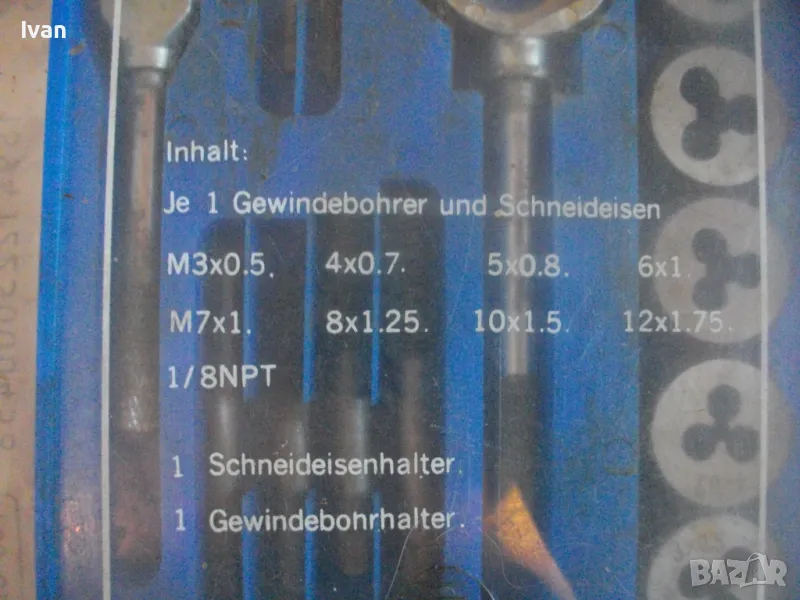 Ivan
Inhalt:
Je 1 Gewindebohrer und Schneideisen
M3x0.5, 4x0.7. 5x0.8. 6x1.
M7x1. 8x1.25. 10x1.5. 12x1.75.
1/8NPT
1 Schneideisenhalter.
1 Gewindebohrhalter.
BAZAR